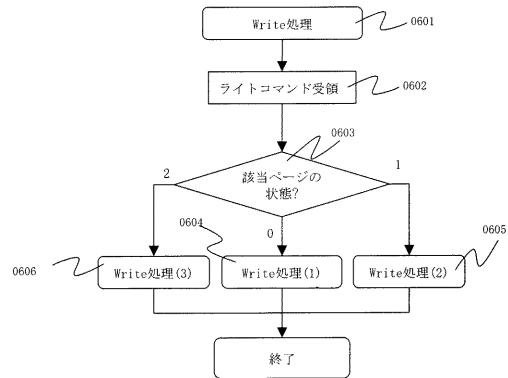 Write処理
0601
ライトコマンド受領
0602
0603
2
該当ページの
状態?
1
0604
0
0605
0606
Write処理(3)
Write処理(1)
Write処理(2)
終了